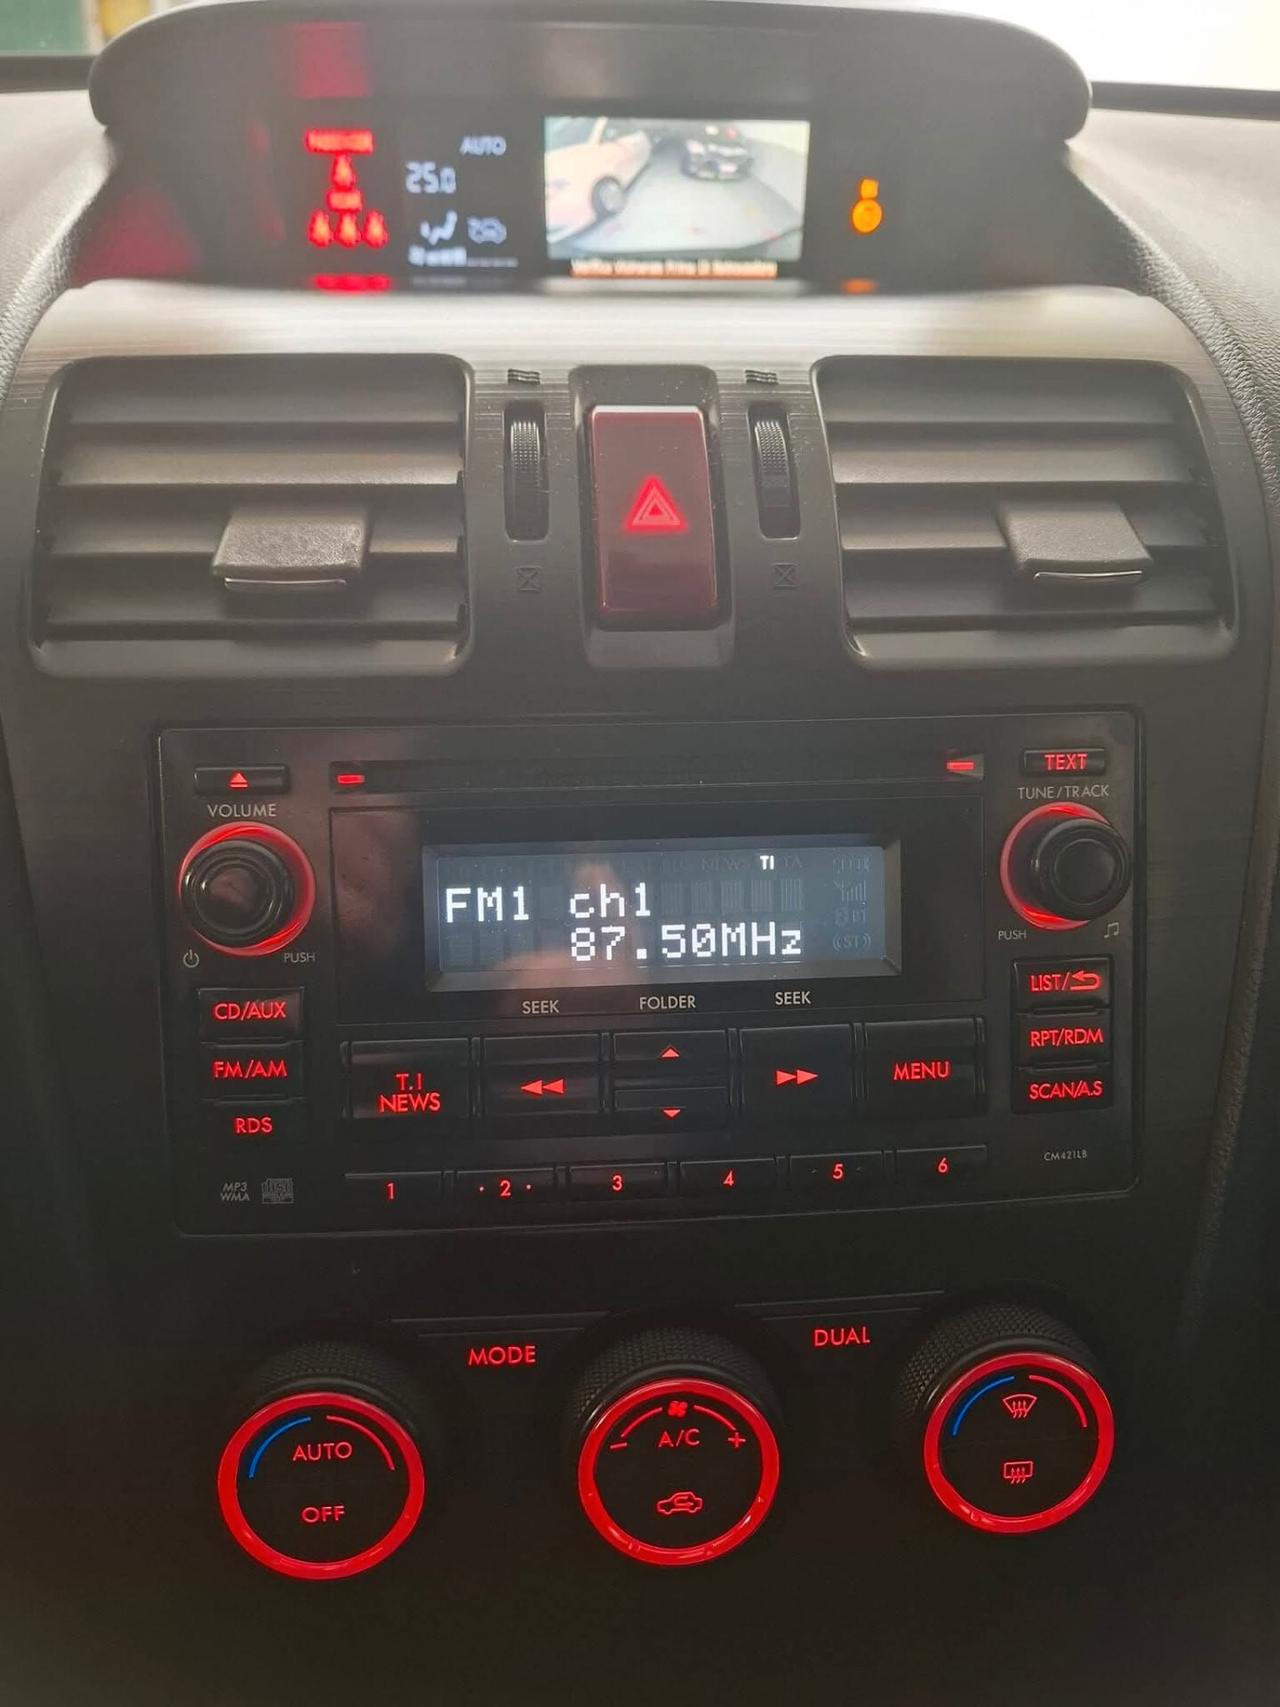 AUTO
25.0
VOLUME
PUSH
TEXT
TUNE/TRACK
PUSH
TI
FM1 ch1
87.50MHz
SEEK FOLDER SEEK
CD/AUX
FM/AM
RDS
T.I
NEWS
MENU
LIST/
RPT/RDM
SCAN/A.S
CM421LB
MP3
WMA
1 ·2· 3 4 5 6
MODE
DUAL
AUTO
OFF
− A/C +